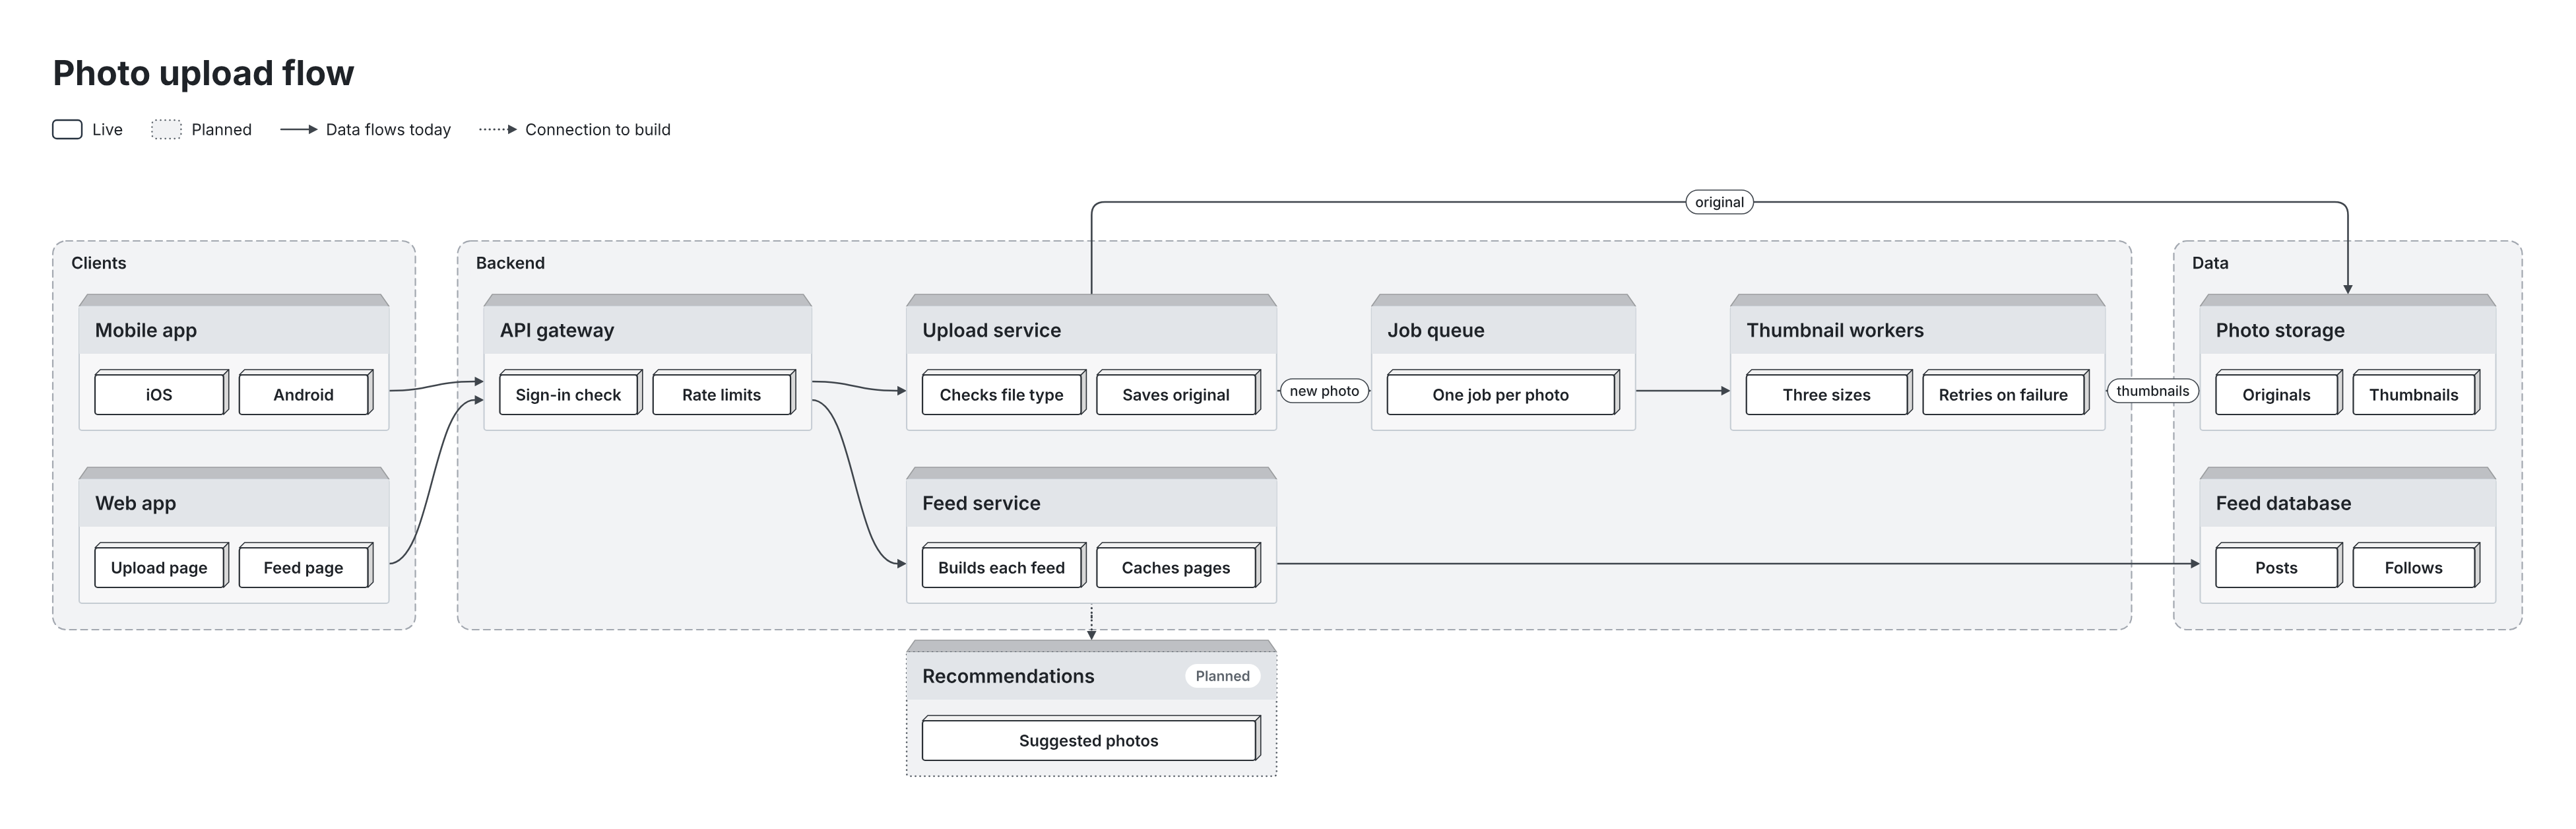 Photo upload flow
Live
Planned
Data flows today
Connection to build
original
Clients
Backend
Data
Mobile app
iOS
Android
API gateway
Sign-in check
Rate limits
Upload service
Checks file type
Saves original
new photo
Job queue
One job per photo
Thumbnail workers
Three sizes
Retries on failure
thumbnails
Photo storage
Originals
Thumbnails
Web app
Upload page
Feed page
Feed service
Builds each feed
Caches pages
Feed database
Posts
Follows
Recommendations
Planned
Suggested photos